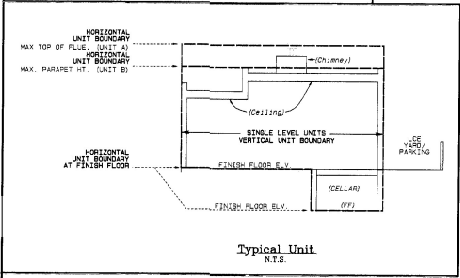 HORIZONTAL
UNIT BOUNDARY
MAX TOP OF FLUE. (UNIT A)
HORIZONTAL
UNIT BOUNDARY
MAX. PARAPET HT. (UNIT B)
(Chimney)
(Ceiling)
SINGLE LEVEL UNITS
VERTICAL UNIT BOUNDARY
LCE
YARD/
PARKING
HORIZONTAL
UNIT BOUNDARY
AT FINISH FLOOR
FINISH FLOOR ELV.
(CELLAR)
FINISH FLOOR ELV.
(FF)
Typical Unit
N.T.S.